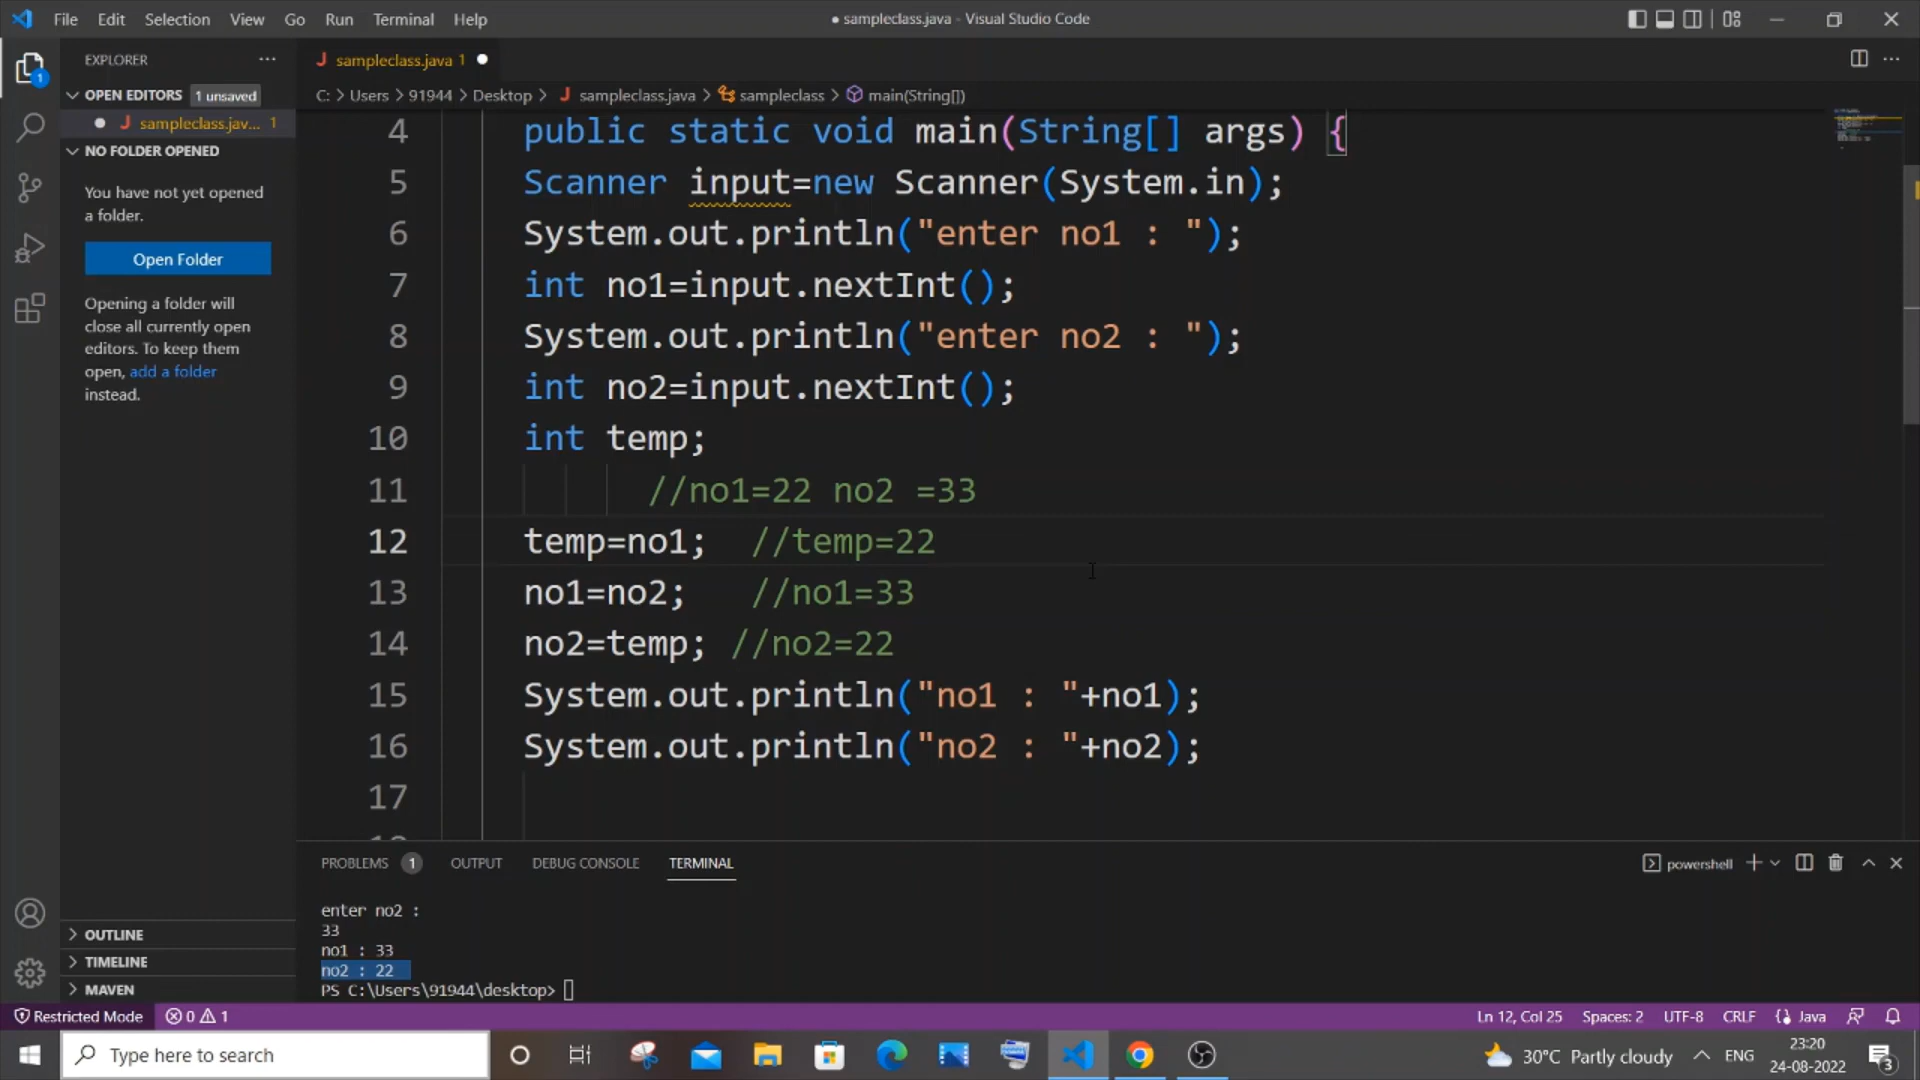 File Edit Selection View Go Run Terminal Help
● sampleclass.java - Visual Studio Code
EXPLORER
OPEN EDITORS 1 unsaved
sampleclass.jav... 1
NO FOLDER OPENED
You have not yet opened
a folder.
Open Folder
Opening a folder will
close all currently open
editors. To keep them
open, add a folder
instead.
OUTLINE
TIMELINE
MAVEN
sampleclass.java 1
C: > Users > 91944 > Desktop > J sampleclass.java > sampleclass > main(String[])
4 public static void main(String[] args) {
5 Scanner input=new Scanner(System.in);
6 System.out.println("enter no1 : ");
7 int no1=input.nextInt();
8 System.out.println("enter no2 : ");
9 int no2=input.nextInt();
10 int temp;
11 //no1=22 no2 =33
12 temp=no1; //temp=22
13 no1=no2; //no1=33
14 no2=temp; //no2=22
15 System.out.println("no1 : "+no1);
16 System.out.println("no2 : "+no2);
17
PROBLEMS 1 OUTPUT DEBUG CONSOLE TERMINAL
powershell
enter no2 :
33
no1 : 33
no2 : 22
PS C:\Users\91944\desktop>
Restricted Mode 0 1
Ln 12, Col 25 Spaces: 2 UTF-8 CRLF {} Java
Type here to search
30°C Partly cloudy ENG
23:20
24-08-2022
3